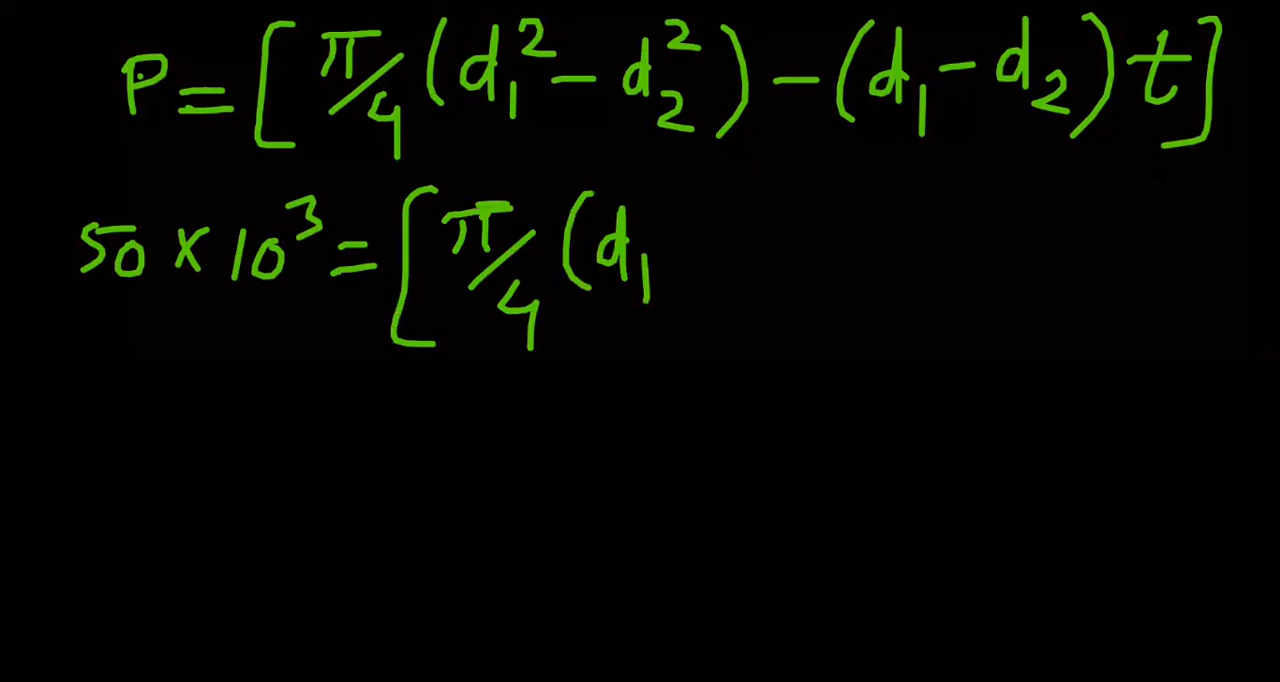 P = [π/4 (d₁² - d₂²) - (d₁ - d₂) t]
50 × 10³ = [π/4 (d₁